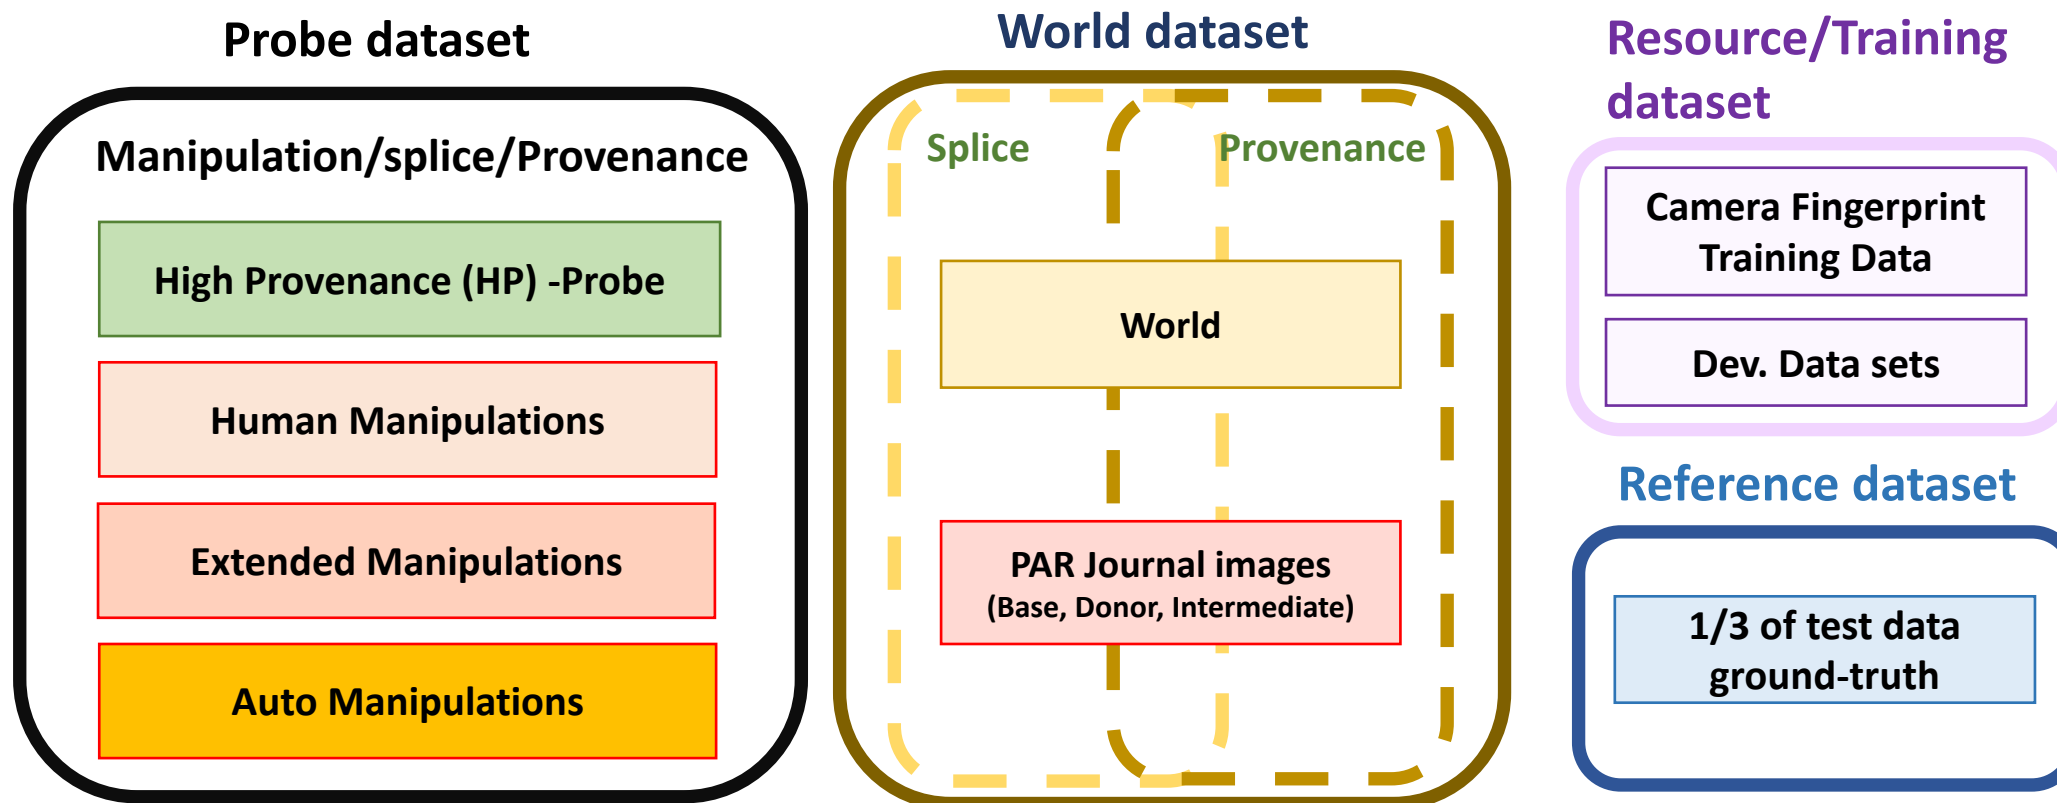 Probe dataset
Manipulation/splice/Provenance
High Provenance (HP) -Probe
Human Manipulations
Extended Manipulations
Auto Manipulations
World dataset
Splice
Provenance
World
PAR Journal images
(Base, Donor, Intermediate)
Resource/Training
dataset
Camera Fingerprint
Training Data
Dev. Data sets
Reference dataset
1/3 of test data
ground-truth